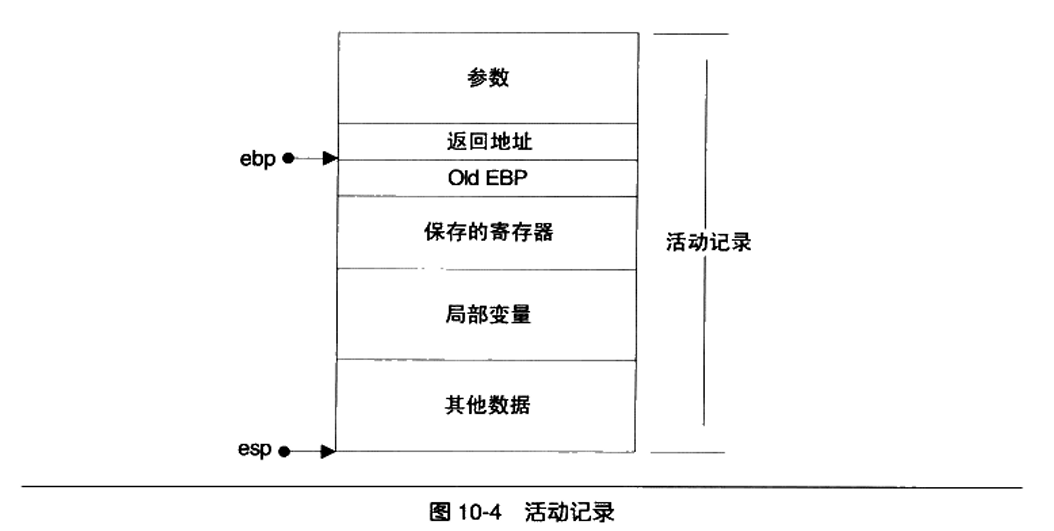 参数
返回地址
ebp
Old EBP
保存的寄存器
活动记录
局部变量
其他数据
esp
图 10-4 活动记录